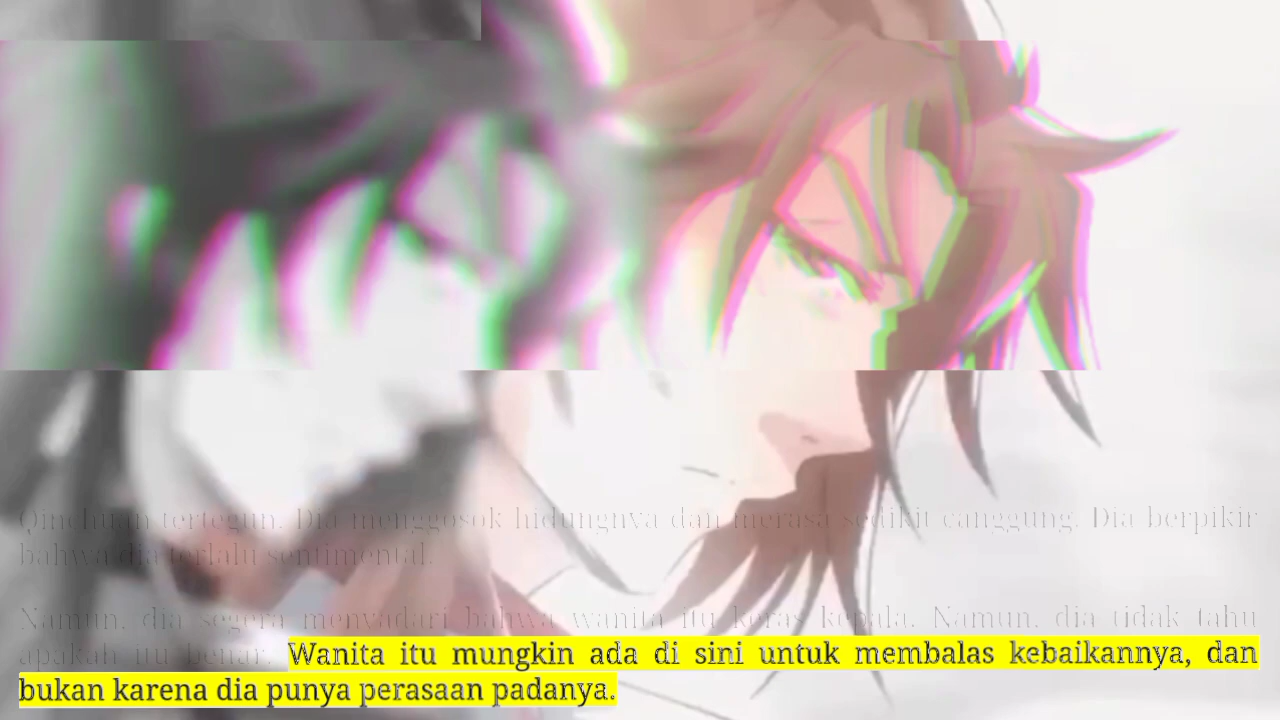 Qinchuan tertegun. Dia menggosok hidungnya dan merasa sedikit canggung. Dia berpikir
bahwa dia terlalu sentimental.
Namun, dia segera menyadari bahwa wanita itu keras kepala. Namun, dia tidak tahu
apakah itu benar. Wanita itu mungkin ada di sini untuk membalas kebaikannya, dan
bukan karena dia punya perasaan padanya.